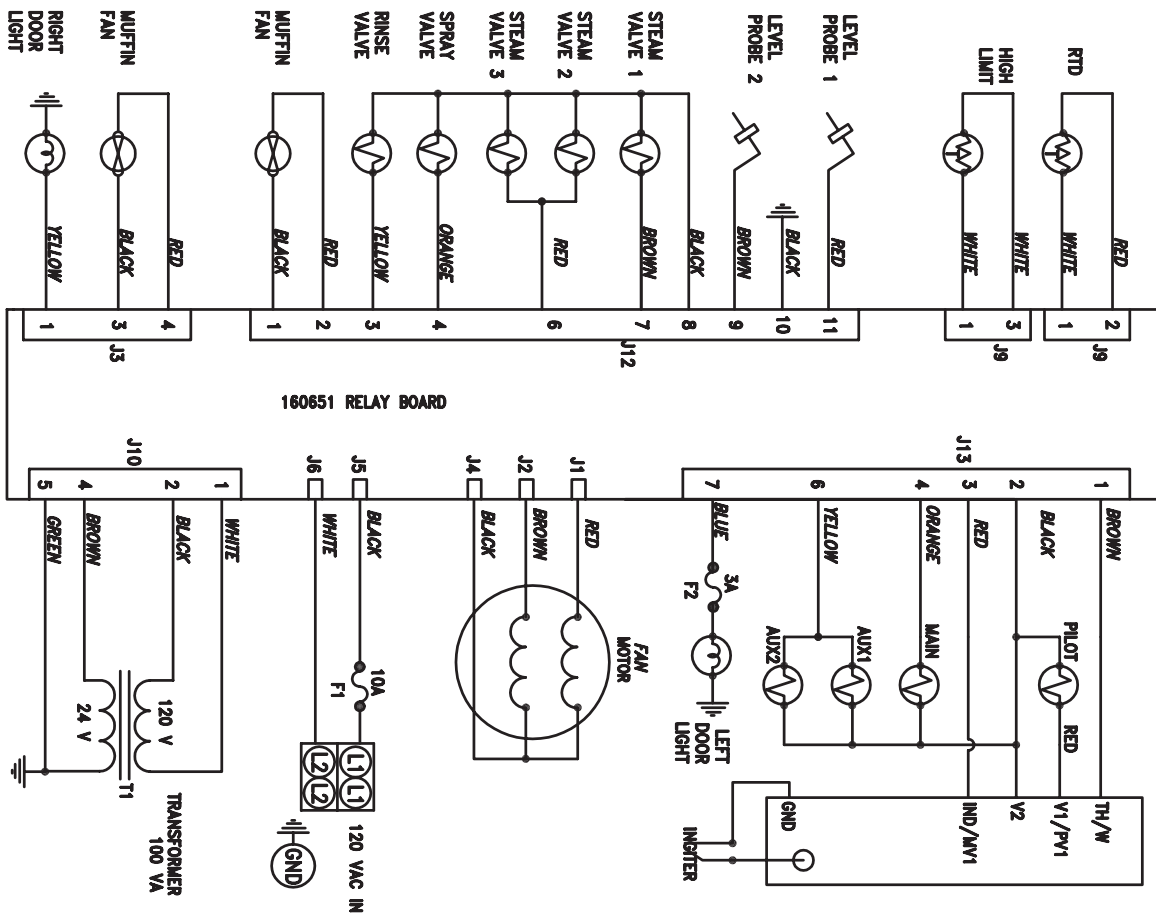 RIGHT
DOOR
LIGHT
MUFFIN
FAN
MUFFIN
FAN
RINSE
VALVE
SPRAY
VALVE
STEAM
VALVE 3
STEAM
VALVE 2
STEAM
VALVE 1
LEVEL
PROBE 2
LEVEL
PROBE 1
HIGH
LIMIT
RTD
YELLOW
BLACK
RED
BLACK
RED
YELLOW
ORANGE
RED
BROWN
BLACK
BROWN
BLACK
RED
WHITE
WHITE
WHITE
RED
1
3
4
1
2
3
4
6
7
8
9
10
11
1
3
1
2
J3
J12
J9
J9
160651 RELAY BOARD
J10
J6
J5
J4
J2
J1
J13
5
4
2
1
7
6
4
3
2
1
GREEN
BROWN
BLACK
WHITE
WHITE
BLACK
BLACK
BROWN
RED
BLUE
YELLOW
ORANGE
RED
BLACK
BROWN
3A
F2
AUX2
AUX1
MAIN
PILOT
RED
FAN
MOTOR
10A
F1
24 V
120 V
T1
TRANSFORMER
100 VA
L2
L2
L1
L1
120 VAC IN
GND
LEFT
DOOR
LIGHT
INGITER
GND
IND/MV1
V2
V1/PV1
TH/W